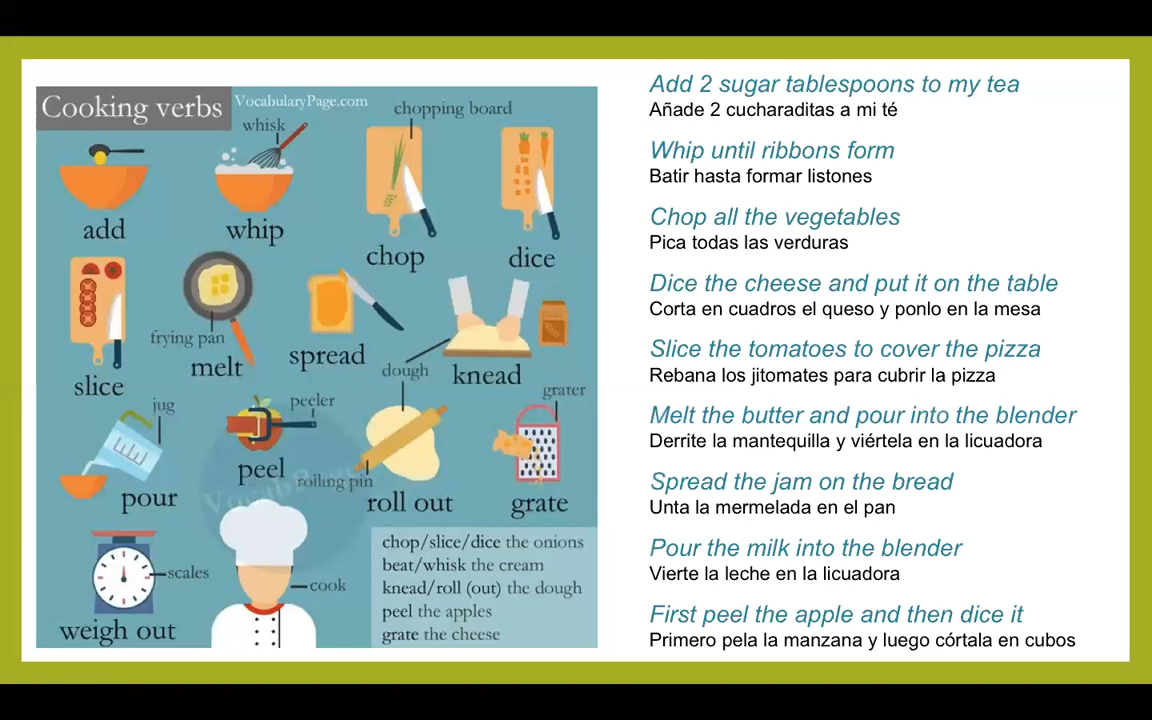 Cooking verbs
VocabularyPage.com
whisk
chopping board
add
whip
chop
dice
frying pan
slice
melt
spread
dough
knead
grater
jug
peeler
peel
rolling pin
pour
roll out
grate
scales
cook
weigh out
chop/slice/dice the onions
beat/whisk the cream
knead/roll (out) the dough
peel the apples
grate the cheese
Add 2 sugar tablespoons to my tea
Añade 2 cucharaditas a mi té
Whip until ribbons form
Batir hasta formar listones
Chop all the vegetables
Pica todas las verduras
Dice the cheese and put it on the table
Corta en cuadros el queso y ponlo en la mesa
Slice the tomatoes to cover the pizza
Rebana los jitomates para cubrir la pizza
Melt the butter and pour into the blender
Derrite la mantequilla y viértela en la licuadora
Spread the jam on the bread
Unta la mermelada en el pan
Pour the milk into the blender
Vierte la leche en la licuadora
First peel the apple and then dice it
Primero pela la manzana y luego córtala en cubos